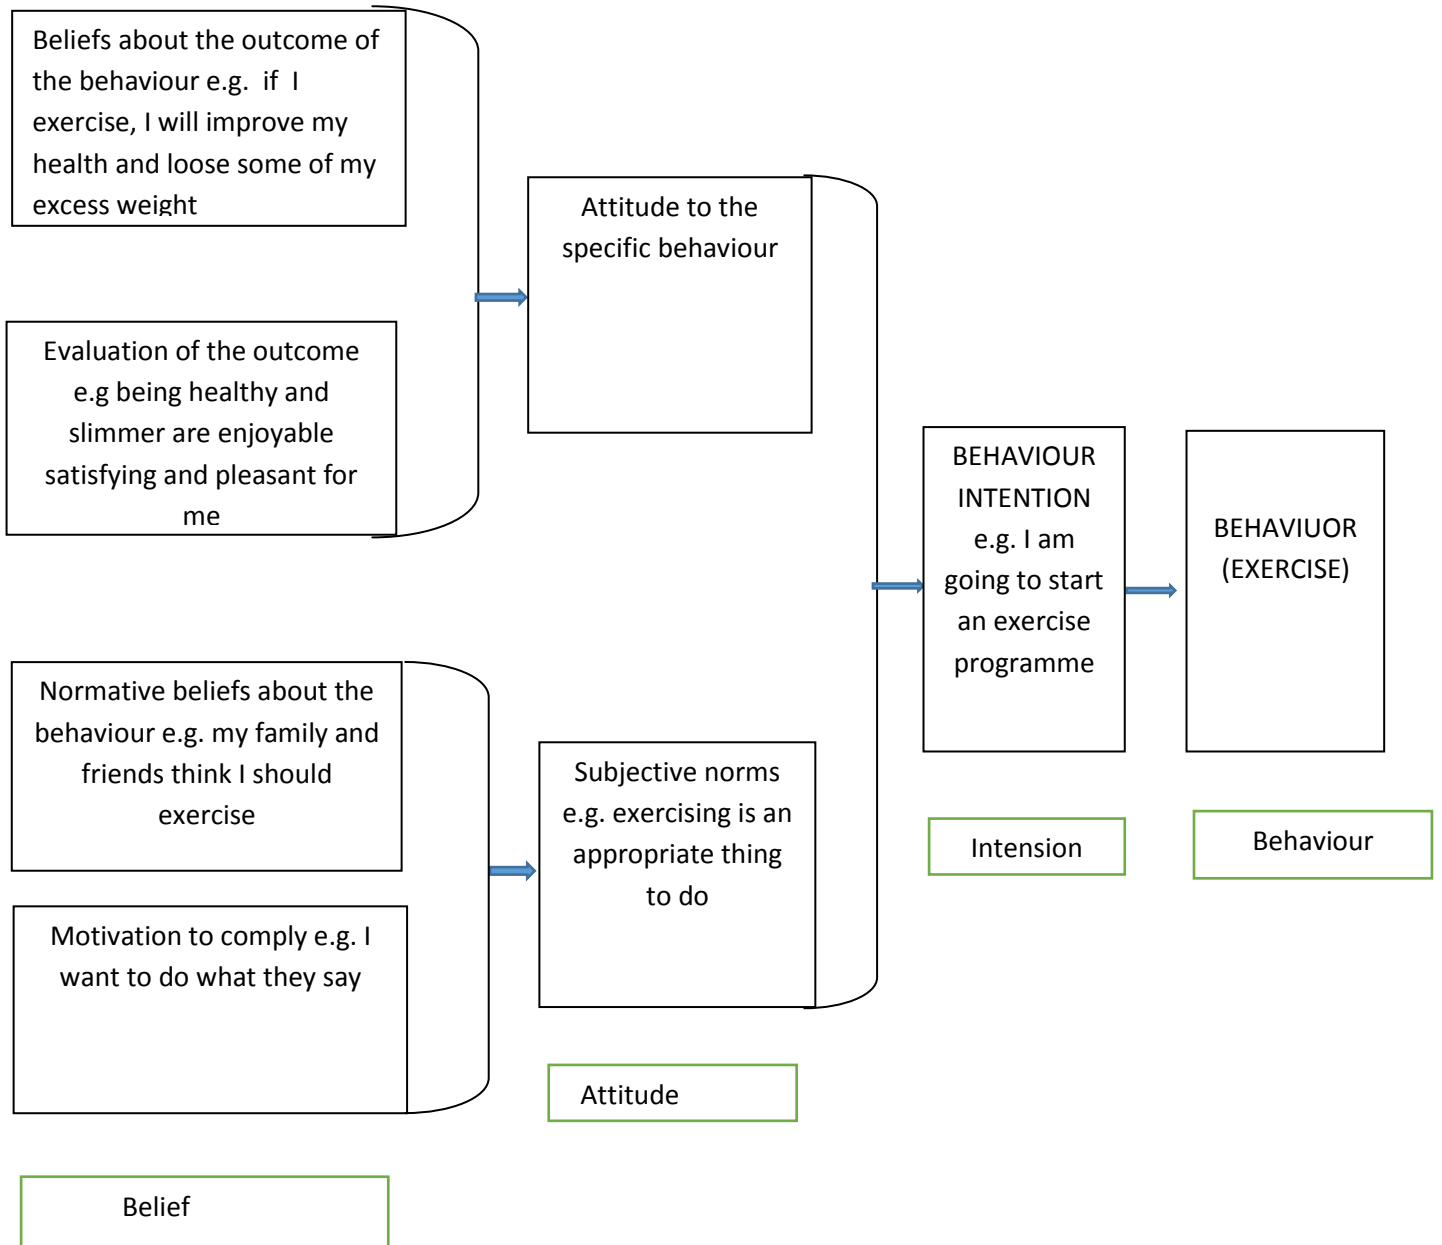 Beliefs about the outcome of
the behaviour e.g. if I
exercise, I will improve my
health and loose some of my
excess weight
Evaluation of the outcome
e.g being healthy and
slimmer are enjoyable
satisfying and pleasant for
me
Attitude to the
specific behaviour
Normative beliefs about the
behaviour e.g. my family and
friends think I should
exercise
Motivation to comply e.g. I
want to do what they say
Subjective norms
e.g. exercising is an
appropriate thing
to do
BEHAVIOUR
INTENTION
e.g. I am
going to start
an exercise
programme
BEHAVIUOR
(EXERCISE)
Intension
Behaviour
Attitude
Belief